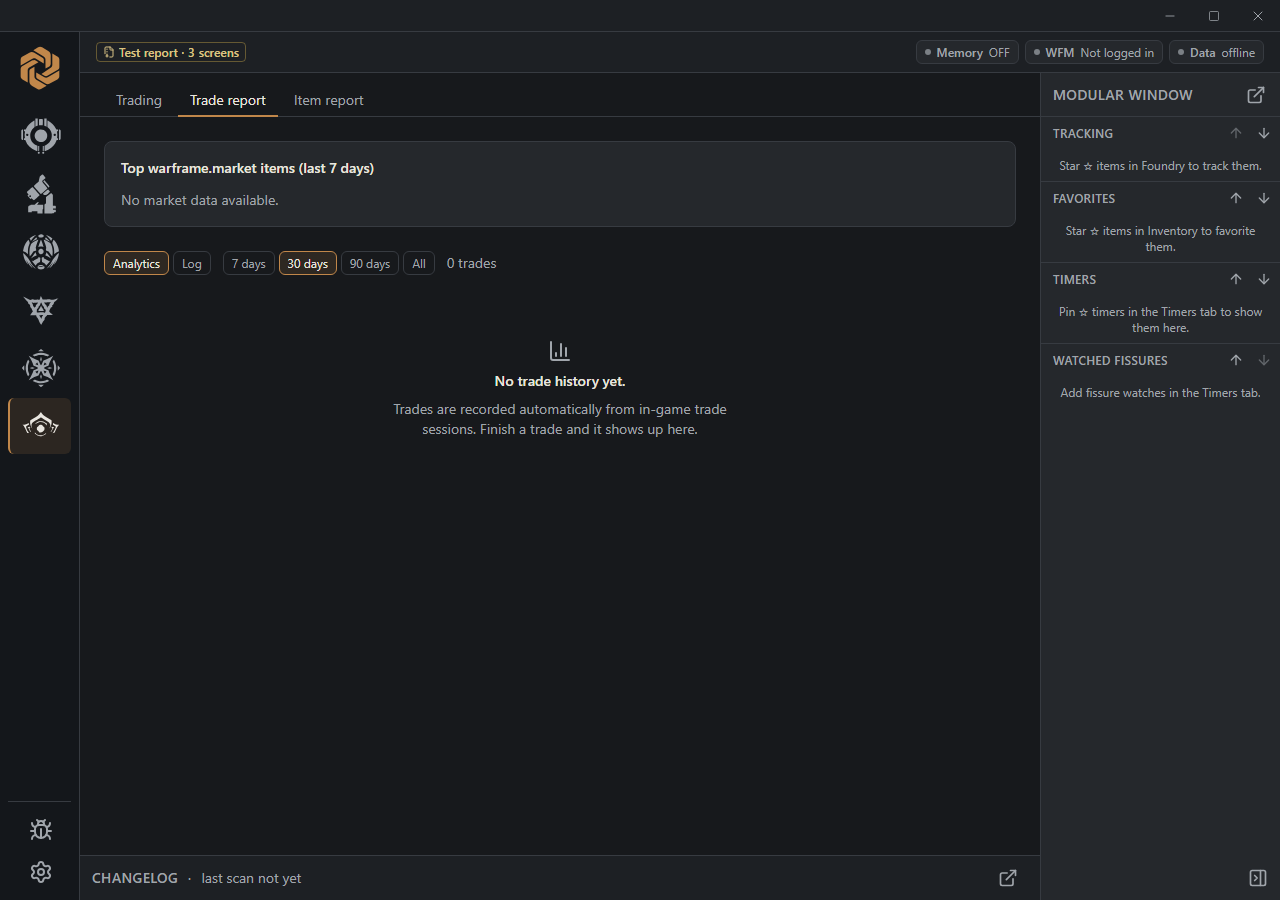 Test report · 3 screens
Memory OFF
WFM Not logged in
Data offline
Trading
Trade report
Item report
Top warframe.market items (last 7 days)
No market data available.
Analytics
Log
7 days
30 days
90 days
All
0 trades
No trade history yet.
Trades are recorded automatically from in-game trade
sessions. Finish a trade and it shows up here.
MODULAR WINDOW
TRACKING
Star ☆ items in Foundry to track them.
FAVORITES
Star ☆ items in Inventory to favorite
them.
TIMERS
Pin ☆ timers in the Timers tab to show
them here.
WATCHED FISSURES
Add fissure watches in the Timers tab.
CHANGELOG · last scan not yet